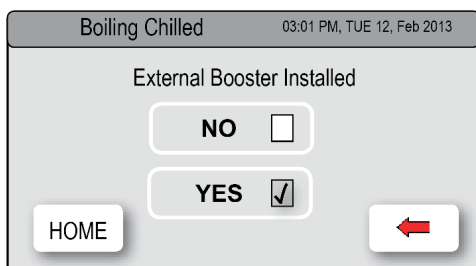 Boiling Chilled 03:01 PM, TUE 12, Feb 2013
External Booster Installed
NO
YES
HOME